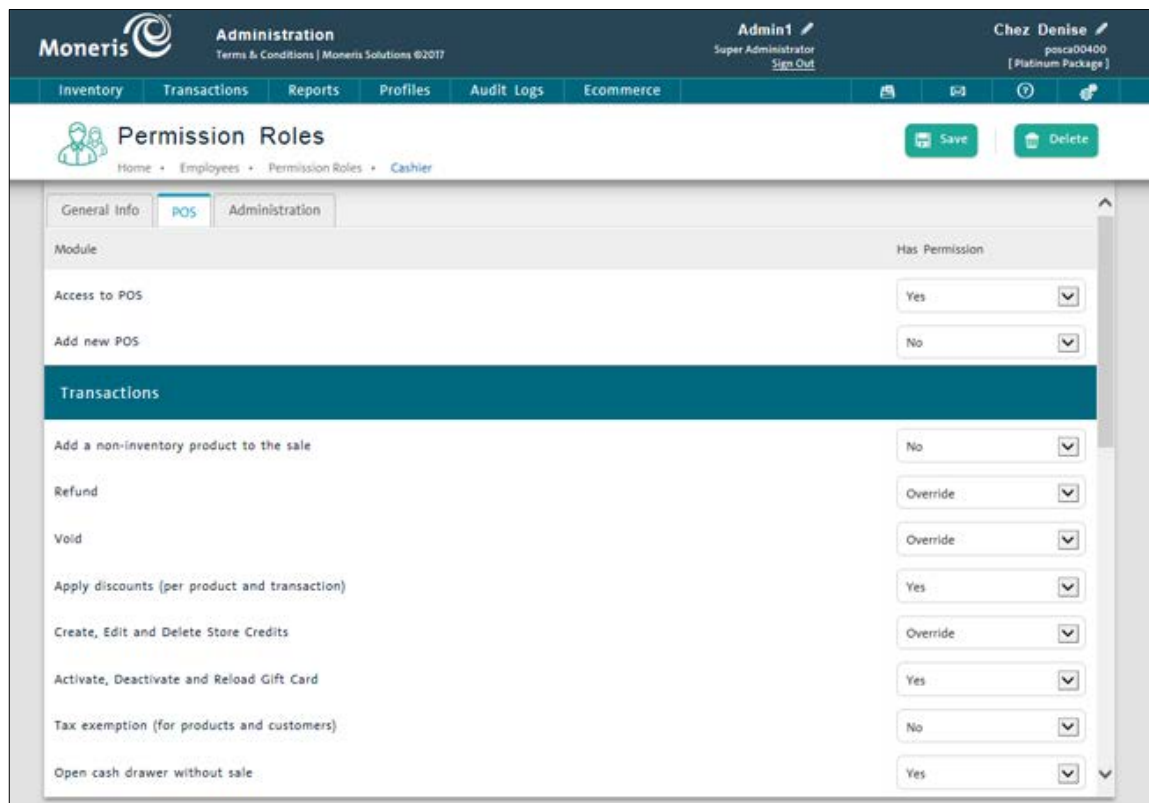 Moneris
Administration
Terms & Conditions | Moneris Solutions ©2017
Admin1
Super Administrator
Sign Out
Chez Denise
posca00400
[ Platinum Package ]
Inventory Transactions Reports Profiles Audit Logs Ecommerce
Permission Roles
Save Delete
Home • Employees • Permission Roles • Cashier
General Info POS Administration
Module Has Permission
Access to POS Yes
Add new POS No
Transactions
Add a non-inventory product to the sale No
Refund Override
Void Override
Apply discounts (per product and transaction) Yes
Create, Edit and Delete Store Credits Override
Activate, Deactivate and Reload Gift Card Yes
Tax exemption (for products and customers) No
Open cash drawer without sale Yes